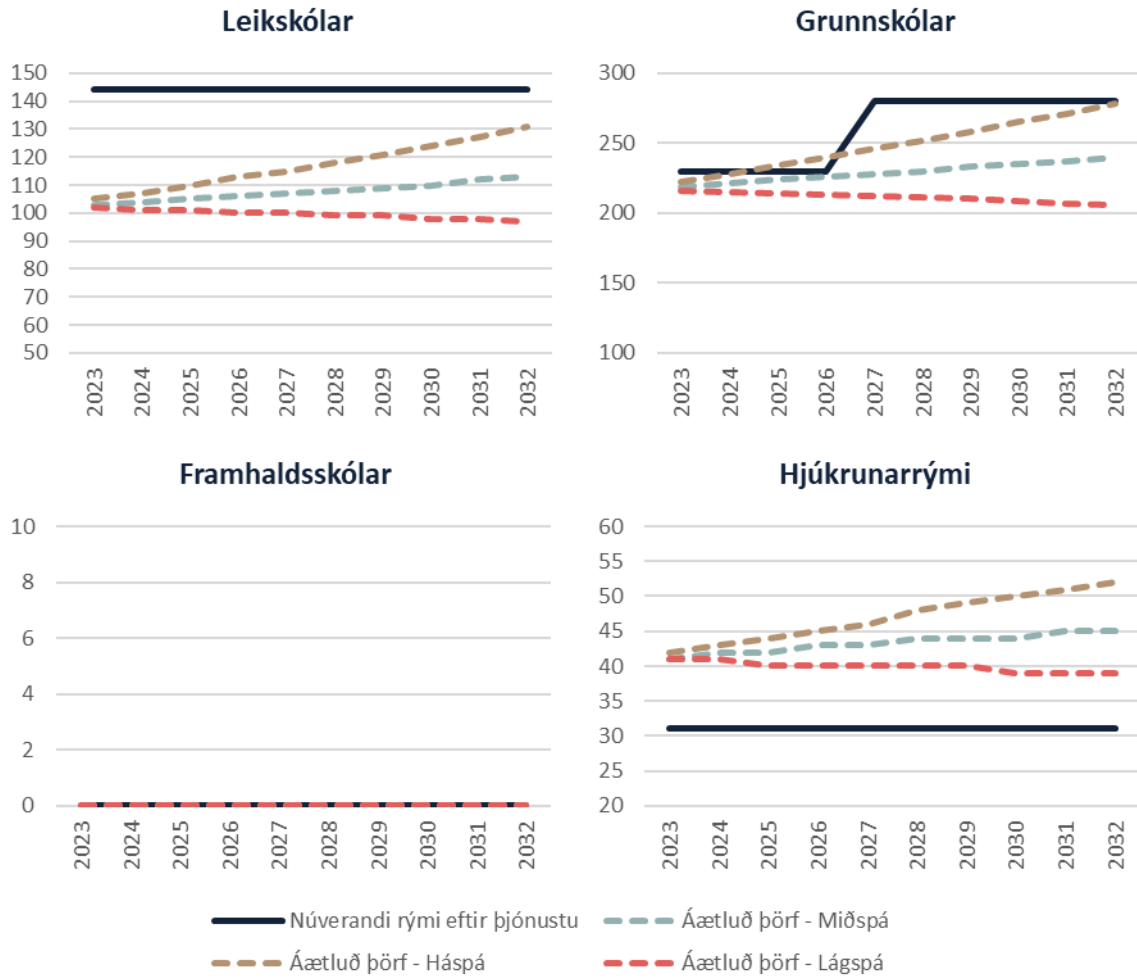 Leikskólar
150
140
130
120
110
100
90
80
70
60
50
2023 2024 2025 2026 2027 2028 2029 2030 2031 2032
Grunnskólar
300
250
200
150
100
2023 2024 2025 2026 2027 2028 2029 2030 2031 2032
Framhaldsskólar
10
8
6
4
2
0
2023 2024 2025 2026 2027 2028 2029 2030 2031 2032
Hjúkrunarrými
60
55
50
45
40
35
30
25
20
2023 2024 2025 2026 2027 2028 2029 2030 2031 2032
Núverandi rými eftir þjónustu
Áætluð þörf - Miðspá
Áætluð þörf - Háspá
Áætluð þörf - Lágspá